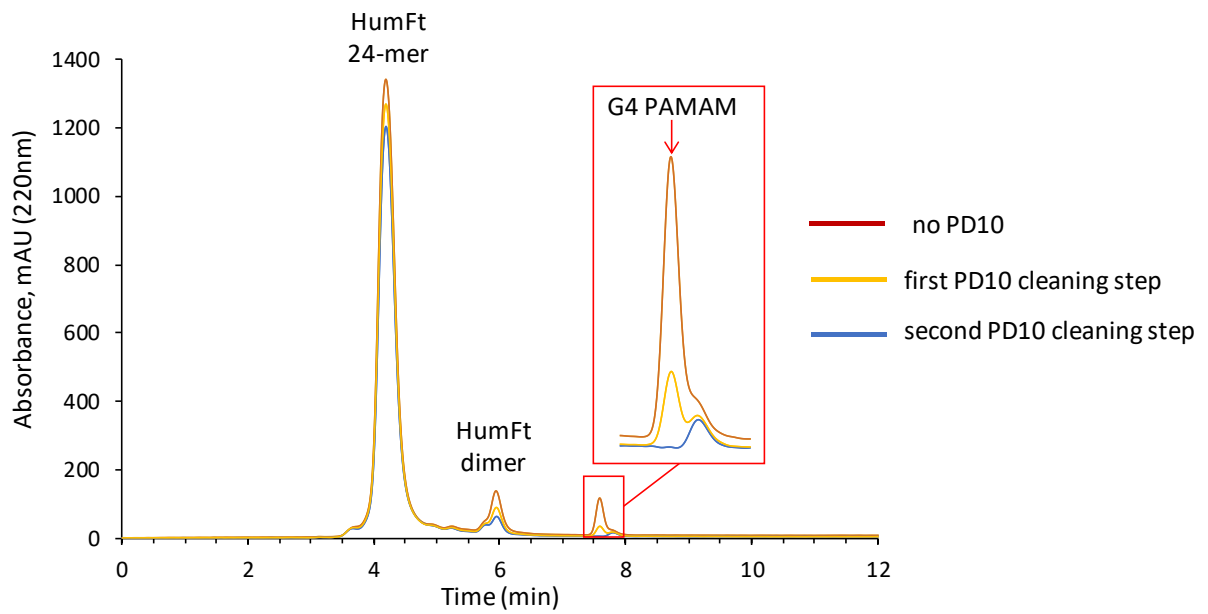 HumFt
24-mer
1400
1200
1000
800
600
400
200
0
Absorbance, mAU (220nm)
HumFt
dimer
G4 PAMAM
no PD10
first PD10 cleaning step
second PD10 cleaning step
0 2 4 6 8 10 12
Time (min)